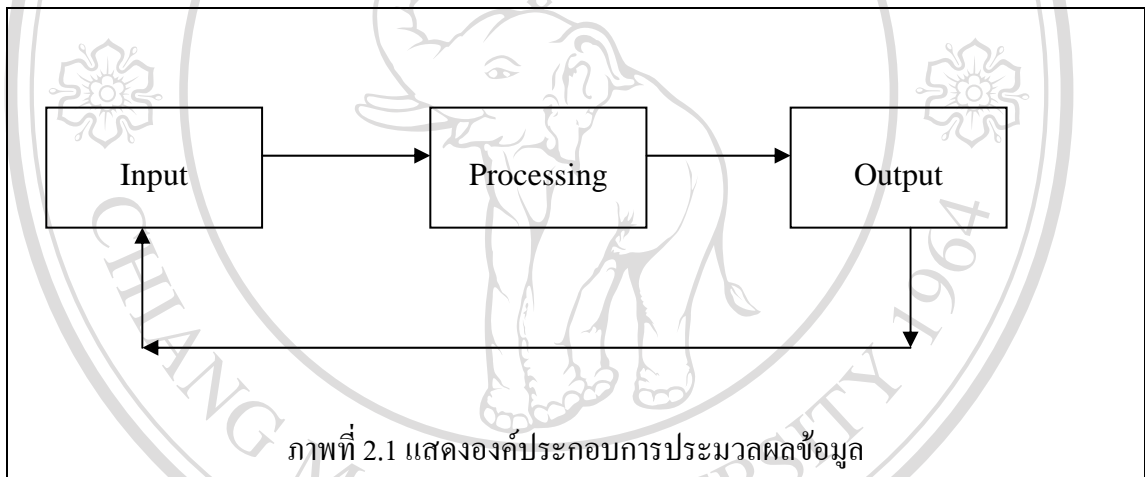 Input
Processing
Output
CHIANG M
VERSITY 1964
ภาพที่ 2.1 แสดงองค์ประกอบการประมวลผลข้อมูล